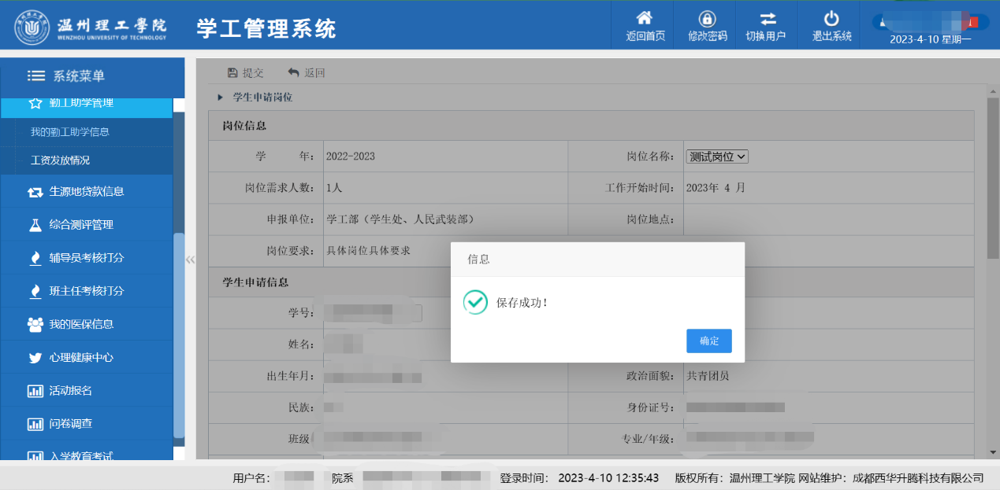 温州理工学院
WENZHOU UNIVERSITY OF TECHNOLOGY
学工管理系统
返回首页 修改密码 切换用户 退出系统
2023-4-10 星期一
系统菜单
勤工助学管理
我的勤工助学信息
工资发放情况
生源地贷款信息
综合测评管理
辅导员考核打分
班主任考核打分
我的医保信息
心理健康中心
活动报名
问卷调查
入学教育考试
提交 返回
学生申请岗位
岗位信息
学 年: 2022-2023 岗位名称: 测试岗位
岗位需求人数: 1人 工作开始时间: 2023年 4 月
申报单位: 学工部（学生处、人民武装部） 岗位地点:
岗位要求: 具体岗位具体要求
学生申请信息
学号:
姓名:
出生年月: 政治面貌: 共青团员
民族: 身份证号:
班级 专业/年级:
信息
保存成功！
确定
用户名: 院系 登录时间: 2023-4-10 12:35:43 版权所有: 温州理工学院 网站维护: 成都西华升腾科技有限公司